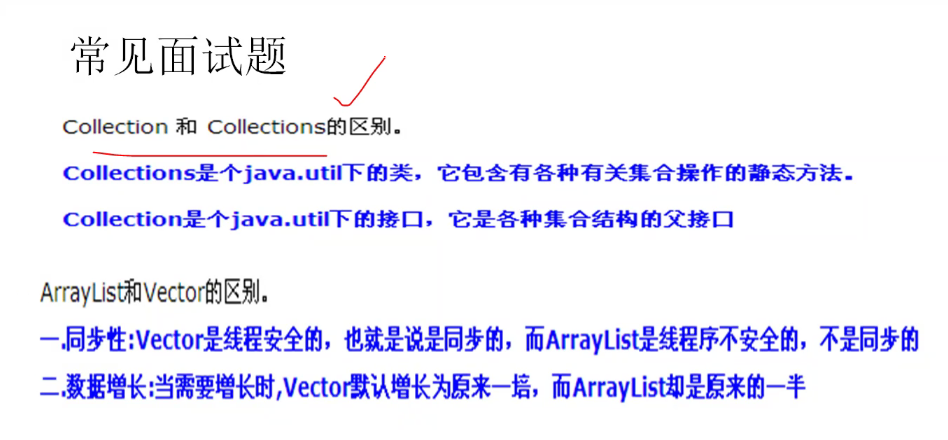 常见面试题
Collection 和 Collections的区别。
Collections是个java.util下的类，它包含有各种有关集合操作的静态方法。
Collection是个java.util下的接口，它是各种集合结构的父接口
ArrayList和Vector的区别。
一.同步性:Vector是线程安全的，也就是说是同步的，而ArrayList是线程序不安全的，不是同步的
二.数据增长:当需要增长时,Vector默认增长为原来一培，而ArrayList却是原来的一半